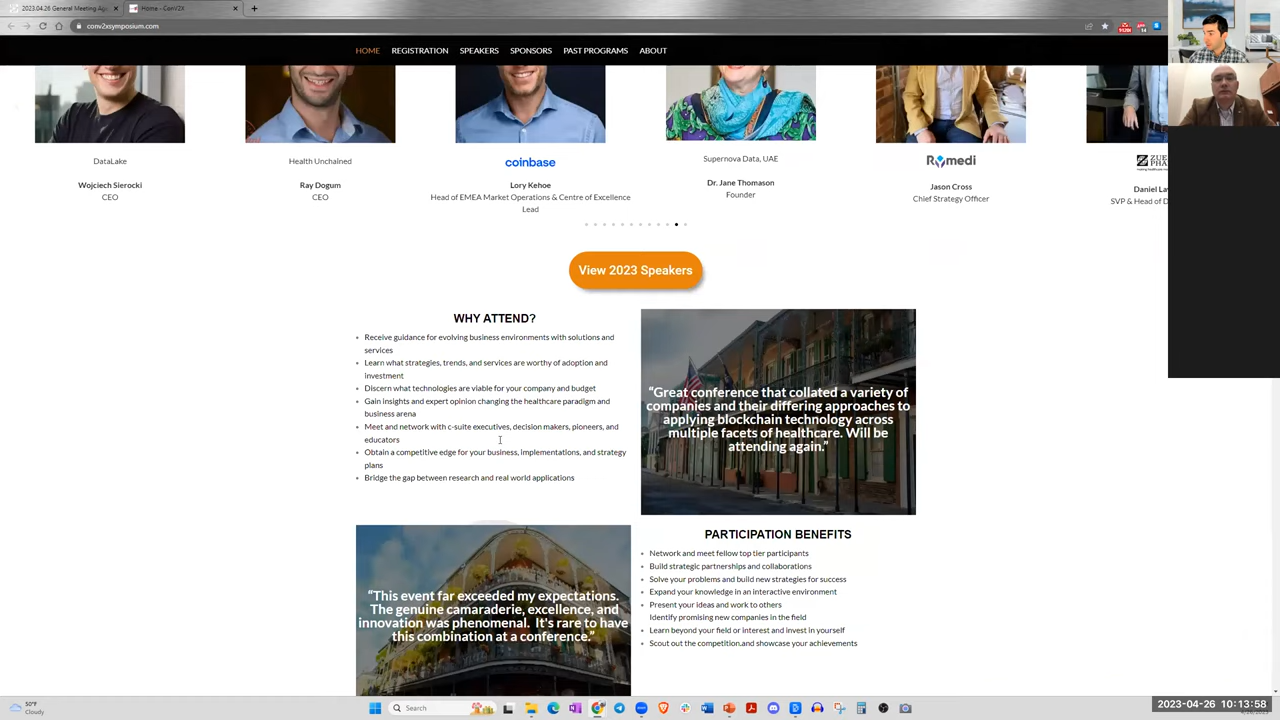 2023.04.26 General Meeting Ag
Home - ConV2X
conv2xsymposium.com
HOME
REGISTRATION
SPEAKERS
SPONSORS
PAST PROGRAMS
ABOUT
DataLake
Wojciech Sierocki
CEO
Health Unchained
Ray Dogum
CEO
coinbase
Lory Kehoe
Head of EMEA Market Operations & Centre of Excellence
Lead
Supernova Data, UAE
Dr. Jane Thomason
Founder
Rymedi
Jason Cross
Chief Strategy Officer
ZUE
PHA
Daniel La
SVP & Head of D
View 2023 Speakers
WHY ATTEND?
Receive guidance for evolving business environments with solutions and
services
Learn what strategies, trends, and services are worthy of adoption and
investment
Discern what technologies are viable for your company and budget
Gain insights and expert opinion changing the healthcare paradigm and
business arena
Meet and network with c-suite executives, decision makers, pioneers, and
educators
Obtain a competitive edge for your business, implementations, and strategy
plans
Bridge the gap between research and real world applications
“Great conference that collated a variety of
companies and their differing approaches to
applying blockchain technology across
multiple facets of healthcare. Will be
attending again.”
“This event far exceeded my expectations.
The genuine camaraderie, excellence, and
innovation was phenomenal. It's rare to have
this combination at a conference.”
PARTICIPATION BENEFITS
Network and meet fellow top tier participants
Build strategic partnerships and collaborations
Solve your problems and build new strategies for success
Expand your knowledge in an interactive environment
Present your ideas and work to others
Identify promising new companies in the field
Learn beyond your field or interest and invest in yourself
Scout out the competition.and showcase your achievements
50°F
Cloudy
Search
2023-04-26 10:13:58